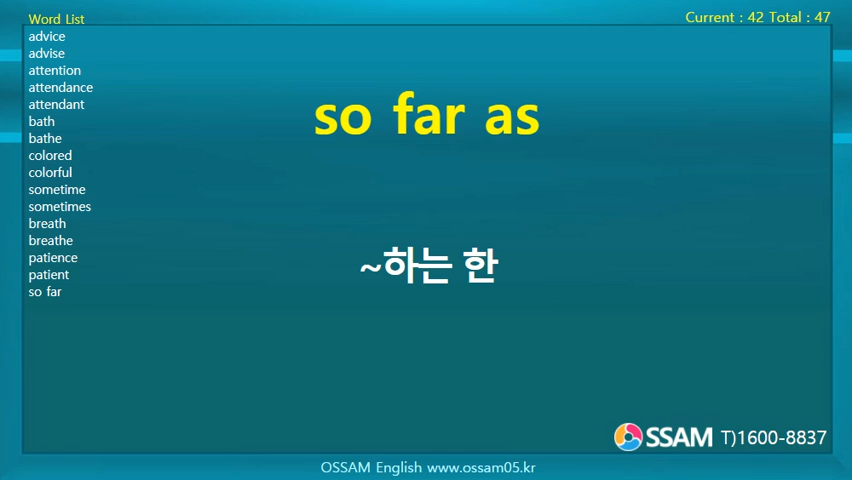 Word List
Current : 42 Total : 47
advice
advise
attention
attendance
attendant
bath
bathe
colored
colorful
sometime
sometimes
breath
breathe
patience
patient
so far
so far as
~하는 한
OSSAM T)1600-8837
OSSAM English www.ossam05.kr